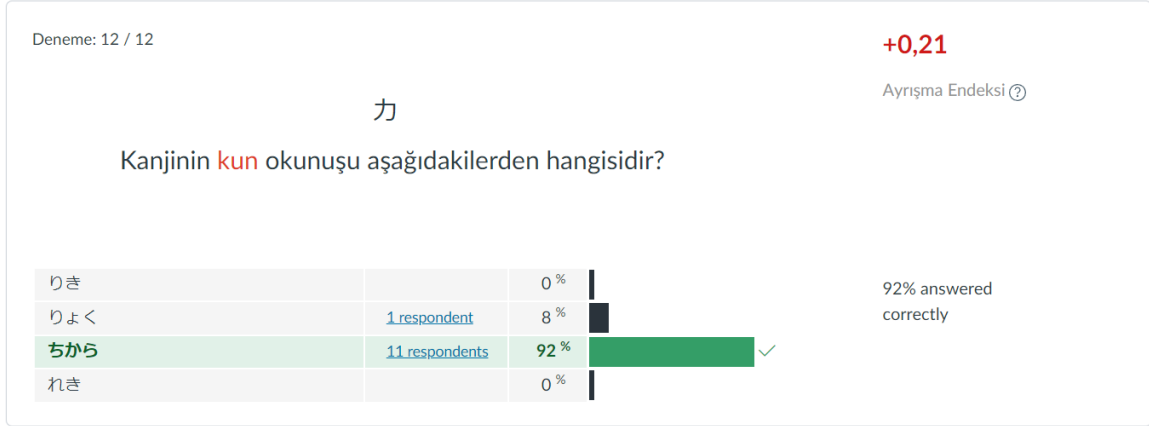 Deneme: 12 / 12
+0,21
Ayrışma Endeksi ?
力
Kanjinin kun okunuşu aşağıdakilerden hangisidir?
りき 0 %
りょく 1 respondent 8 %
ちから 11 respondents 92 %
れき 0 %
92% answered
correctly